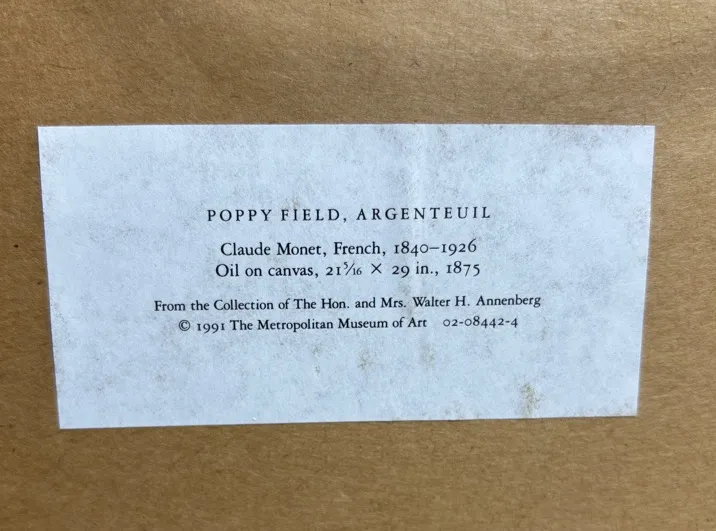 POPPY FIELD, ARGENTEUIL
Claude Monet, French, 1840–1926
Oil on canvas, 21 5/16 × 29 in., 1875
From the Collection of The Hon. and Mrs. Walter H. Annenberg
© 1991 The Metropolitan Museum of Art 02-08442-4